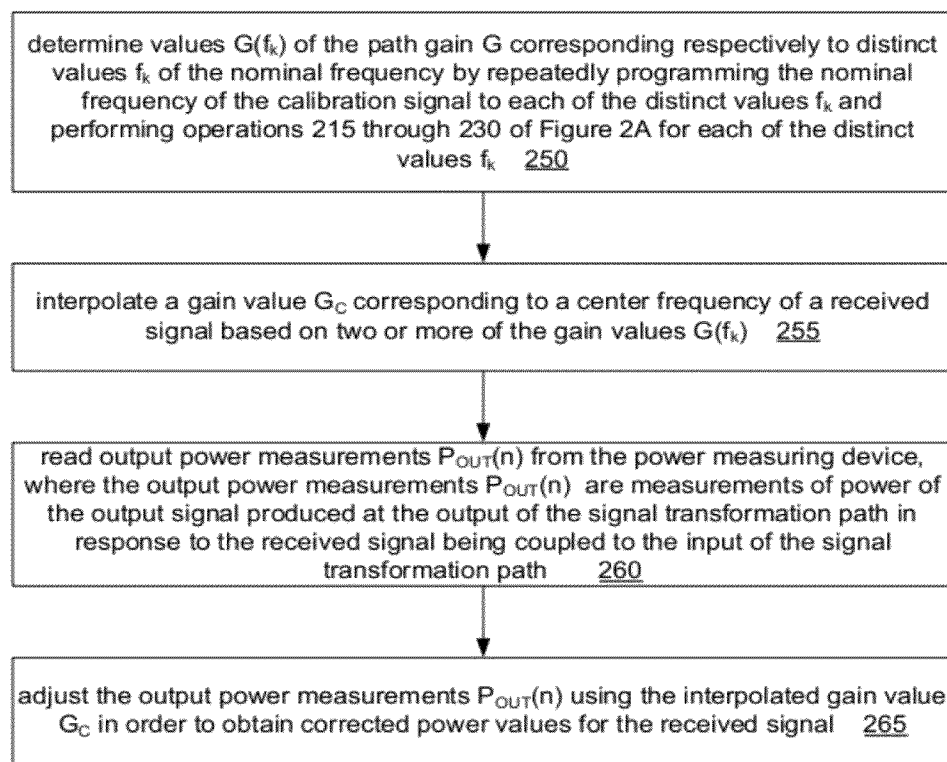 determine values G(fₖ) of the path gain G corresponding respectively to distinct
values fₖ of the nominal frequency by repeatedly programming the nominal
frequency of the calibration signal to each of the distinct values fₖ and
performing operations 215 through 230 of Figure 2A for each of the distinct
values fₖ 250
interpolate a gain value G_C corresponding to a center frequency of a received
signal based on two or more of the gain values G(fₖ) 255
read output power measurements P_OUT(n) from the power measuring device,
where the output power measurements P_OUT(n) are measurements of power of
the output signal produced at the output of the signal transformation path in
response to the received signal being coupled to the input of the signal
transformation path 260
adjust the output power measurements P_OUT(n) using the interpolated gain value
G_C in order to obtain corrected power values for the received signal 265